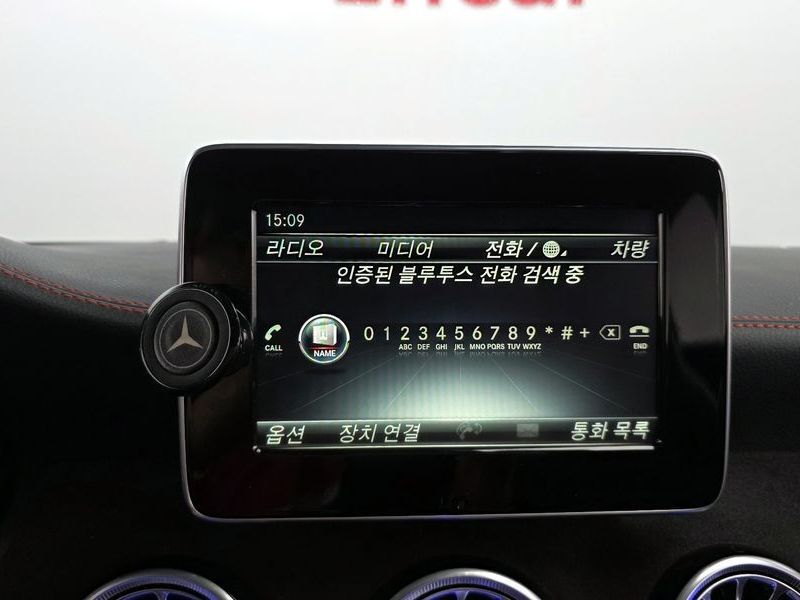 15:09
라디오 미디어 전화 / 차량
인증된 블루투스 전화 검색 중
CALL NAME 0 1 2 3 4 5 6 7 8 9 * # + END
ABC DEF GHI JKL MNO PQRS TUV WXYZ
옵션 장치 연결 통화 목록